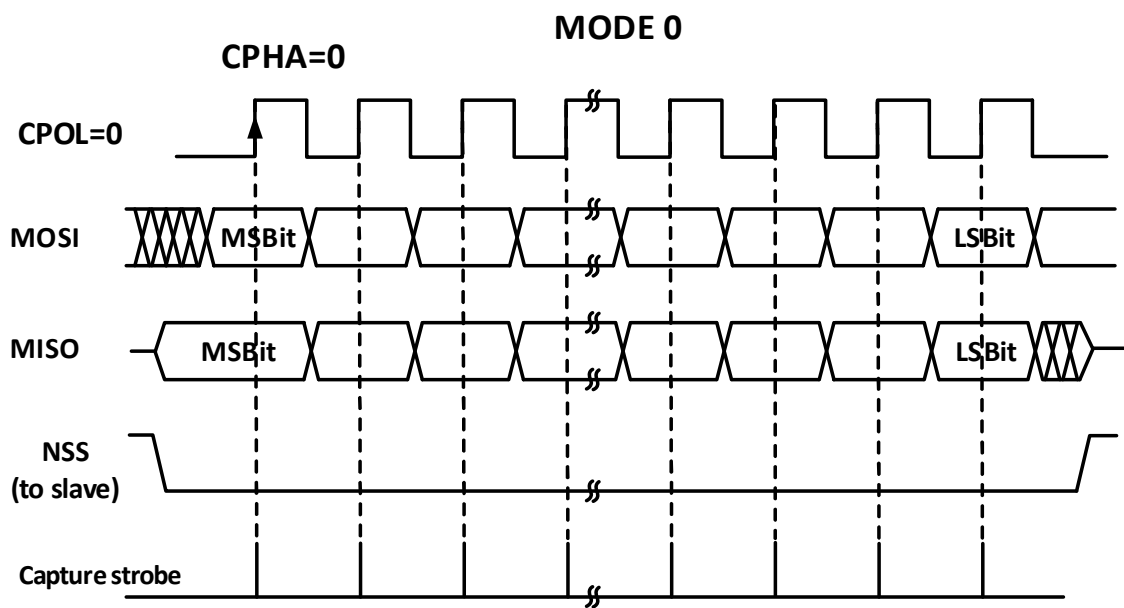 MODE 0
CPHA=0
CPOL=0
MOSI
MSBit
LSBit
MISO
MSBit
LSBit
NSS
(to slave)
Capture strobe